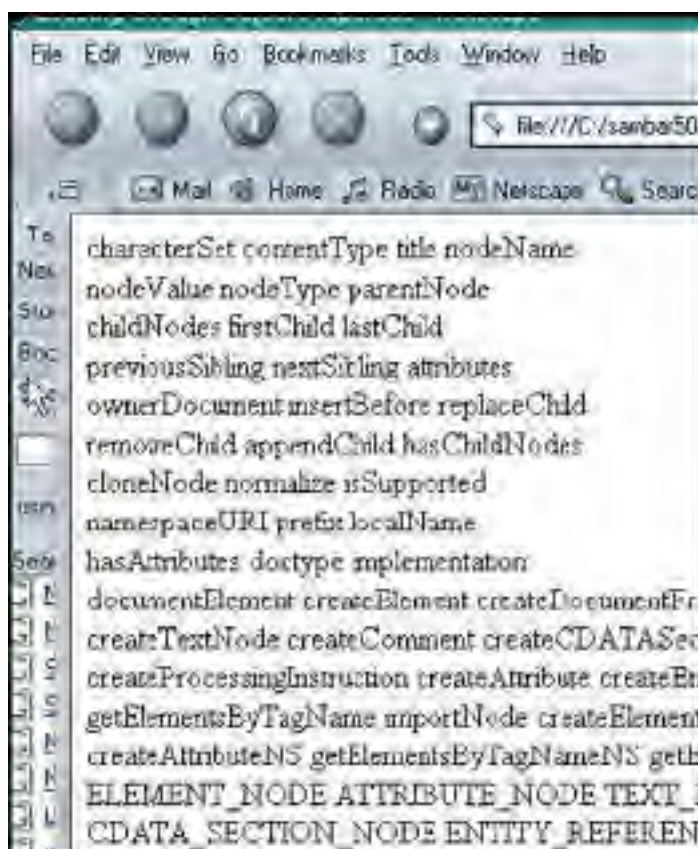 File Edit View Go Bookmarks Tools Window Help
file:///C:/sambar50
Mail Home Radio Netscape Searc
characterSet contentType title nodeName
nodeValue nodeType parentNode
childNodes firstChild lastChild
previousSibling nextSibling attributes
ownerDocument insertBefore replaceChild
removeChild appendChild hasChildNodes
cloneNode normalize isSupported
namespaceURI prefix localName
hasAttributes doctype implementation
documentElement createElement createDocumentFr
createTextNode createComment createCDATASec
createProcessingInstruction createAttribute createEn
getElementsByTagName importNode createElement
createAttributeNS getElementsByTagNameNS getE
ELEMENT_NODE ATTRIBUTE_NODE TEXT_
CDATA_SECTION_NODE ENTITY_REFEREN